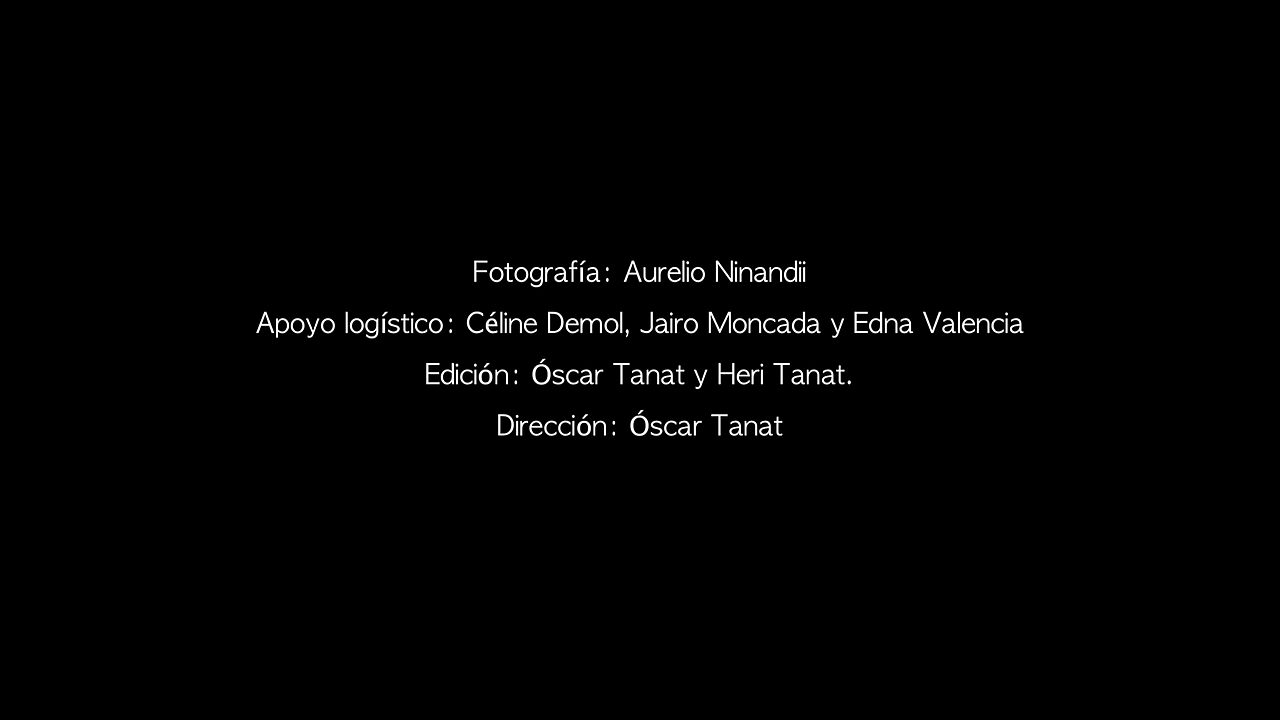 Fotografía: Aurelio Ninandii
Apoyo logístico: Céline Demol, Jairo Moncada y Edna Valencia
Edición: Óscar Tanat y Heri Tanat.
Dirección: Óscar Tanat